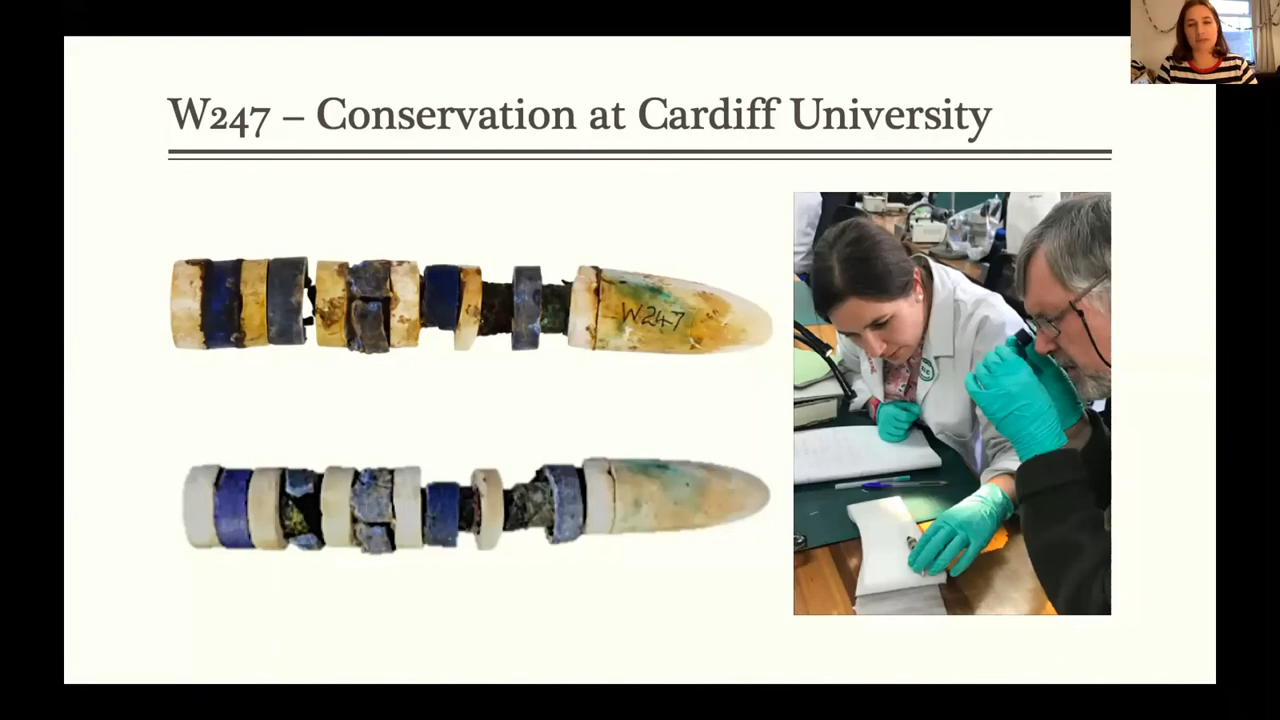 W247 – Conservation at Cardiff University
W247